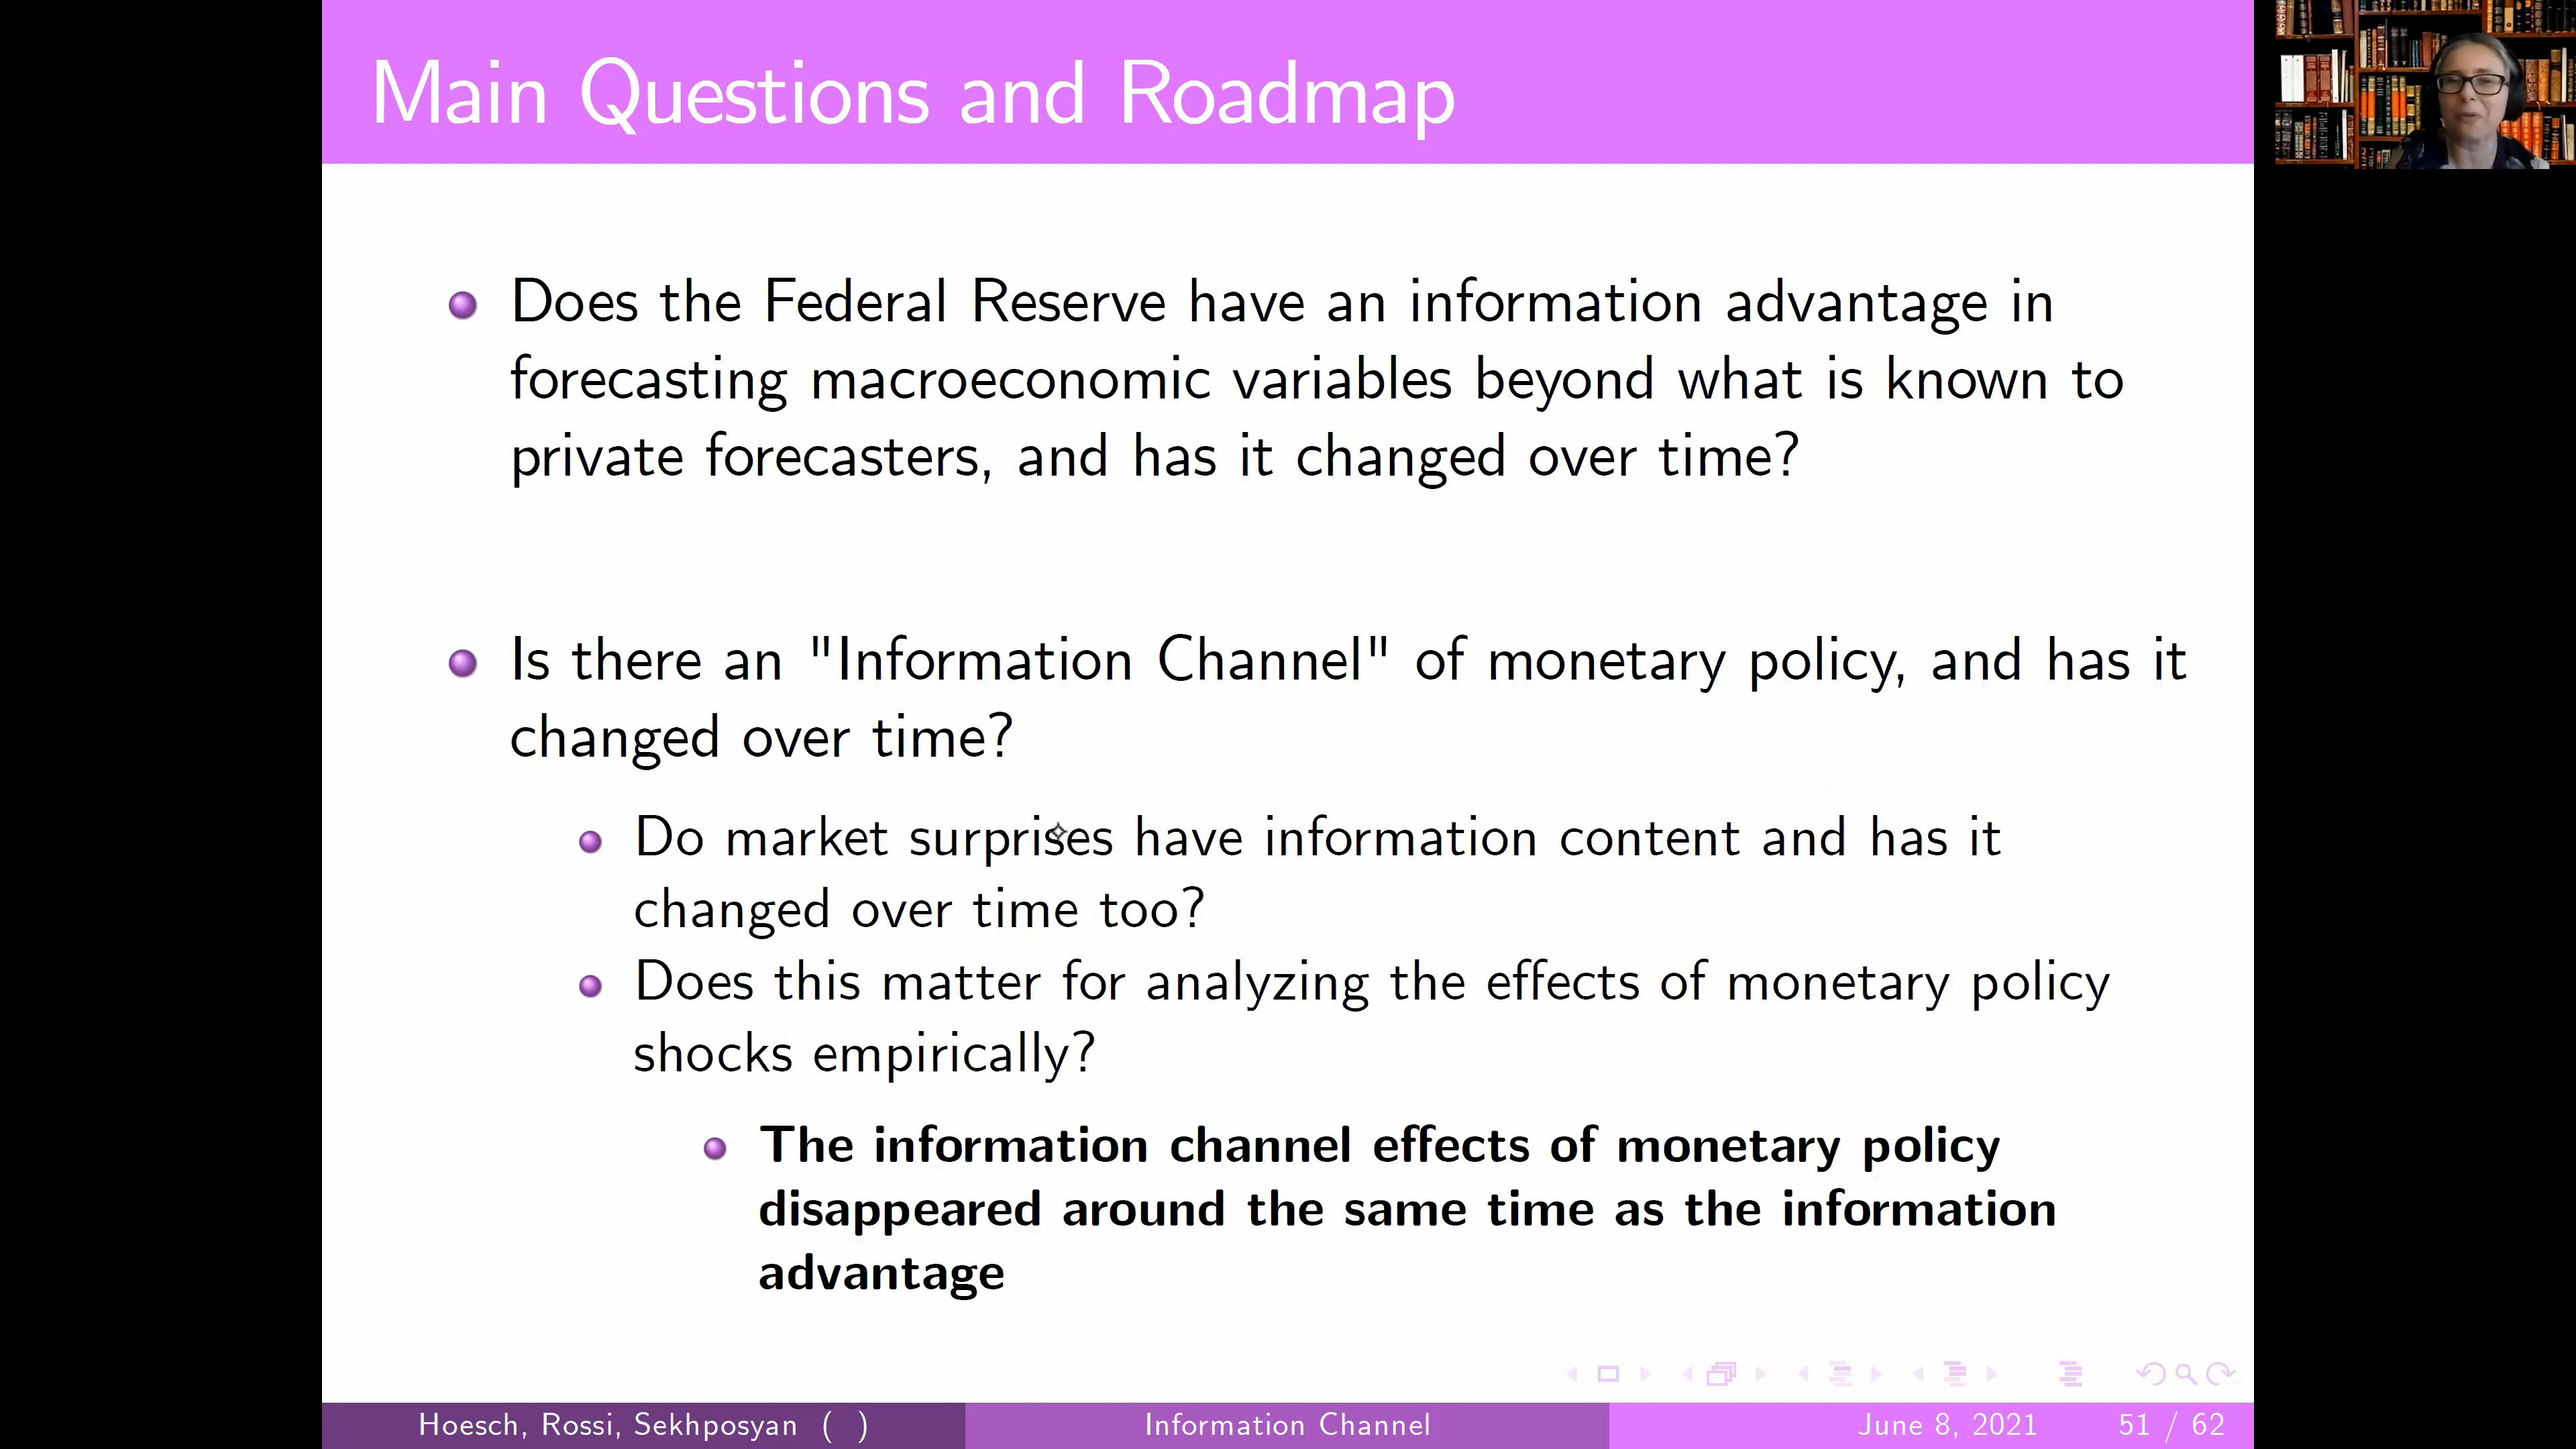 Main Questions and Roadmap
Does the Federal Reserve have an information advantage in
forecasting macroeconomic variables beyond what is known to
private forecasters, and has it changed over time?
Is there an "Information Channel" of monetary policy, and has it
changed over time?
Do market surprises have information content and has it
changed over time too?
Does this matter for analyzing the effects of monetary policy
shocks empirically?
The information channel effects of monetary policy
disappeared around the same time as the information
advantage
Hoesch, Rossi, Sekhposyan ( ) Information Channel June 8, 2021 51 / 62